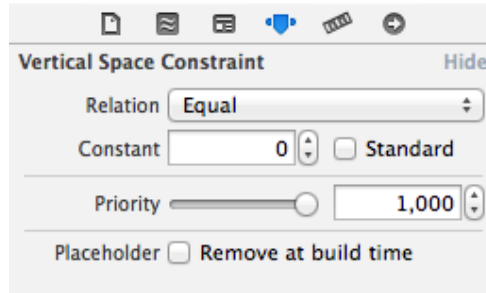 Vertical Space Constraint Hide
Relation Equal
Constant 0 Standard
Priority 1,000
Placeholder Remove at build time